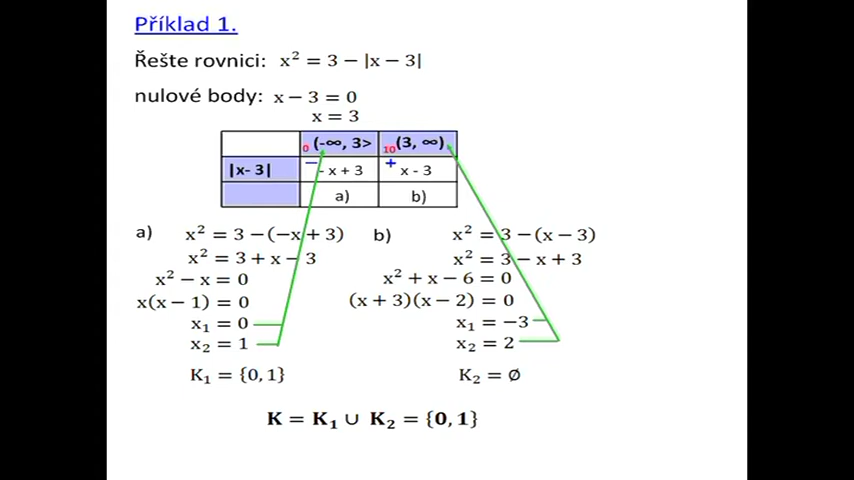 Příklad 1.
Řešte rovnici: x² = 3 − |x − 3|
nulové body: x − 3 = 0
x = 3
0 (-∞, 3> 10 (3, ∞)
|x- 3| − - x + 3 + x - 3
a) b)
a) x² = 3 − (−x + 3) b) x² = 3 − (x − 3)
x² = 3 + x − 3 x² = 3 − x + 3
x² − x = 0 x² + x − 6 = 0
x(x − 1) = 0 (x + 3)(x − 2) = 0
x₁ = 0 x₁ = −3
x₂ = 1 x₂ = 2
K₁ = {0, 1} K₂ = ∅
K = K₁ ∪ K₂ = {0, 1}